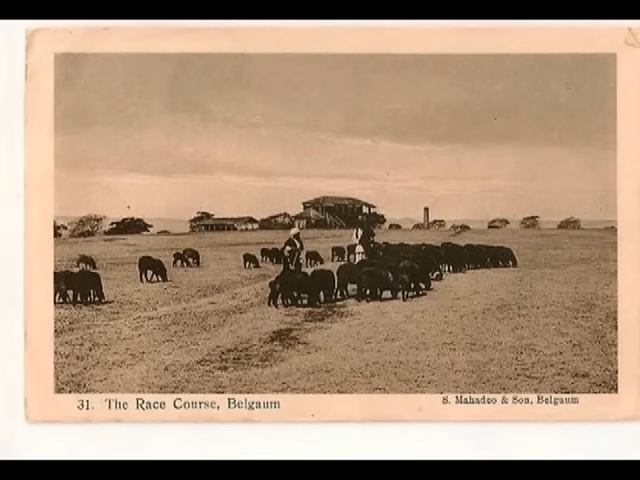 31. The Race Course, Belgaum
S. Mahadeo & Son, Belgaum